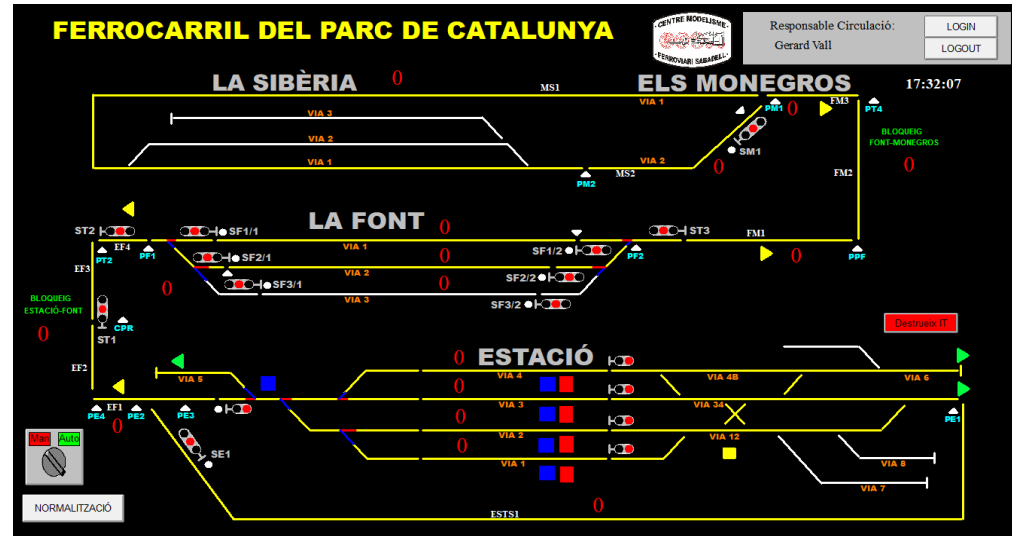 FERROCARRIL DEL PARC DE CATALUNYA
CENTRE MODELISME
FERROVIARI SABADELL
Responsable Circulació:
Gerard Vall
LOGIN
LOGOUT
17:32:07
LA SIBÈRIA
0
MS1
ELS MONEGROS
VIA 1
PM1
0
FM3
PT4
VIA 3
VIA 2
VIA 1
SM1
BLOQUEIG
FONT-MONEGROS
0
VIA 2
MS2
0
FM2
PM2
LA FONT
0
ST2
EF4
PT2
PF1
SF1/1
VIA 1
SF1/2
PF2
ST3
FM1
0
PPF
EF3
SF2/1
VIA 2
0
SF2/2
0
SF3/1
VIA 3
SF3/2
BLOQUEIG
ESTACIÓ-FONT
0
CPR
ST1
Destrueix IT
EF2
0
ESTACIÓ
VIA 5
VIA 4
VIA 4B
VIA 6
0
EF1
PE4
PE2
PE3
VIA 3
VIA 34
PE1
0
0
VIA 2
VIA 12
Man
Auto
SE1
0
VIA 1
VIA 8
VIA 7
NORMALITZACIÓ
ESTS1
0